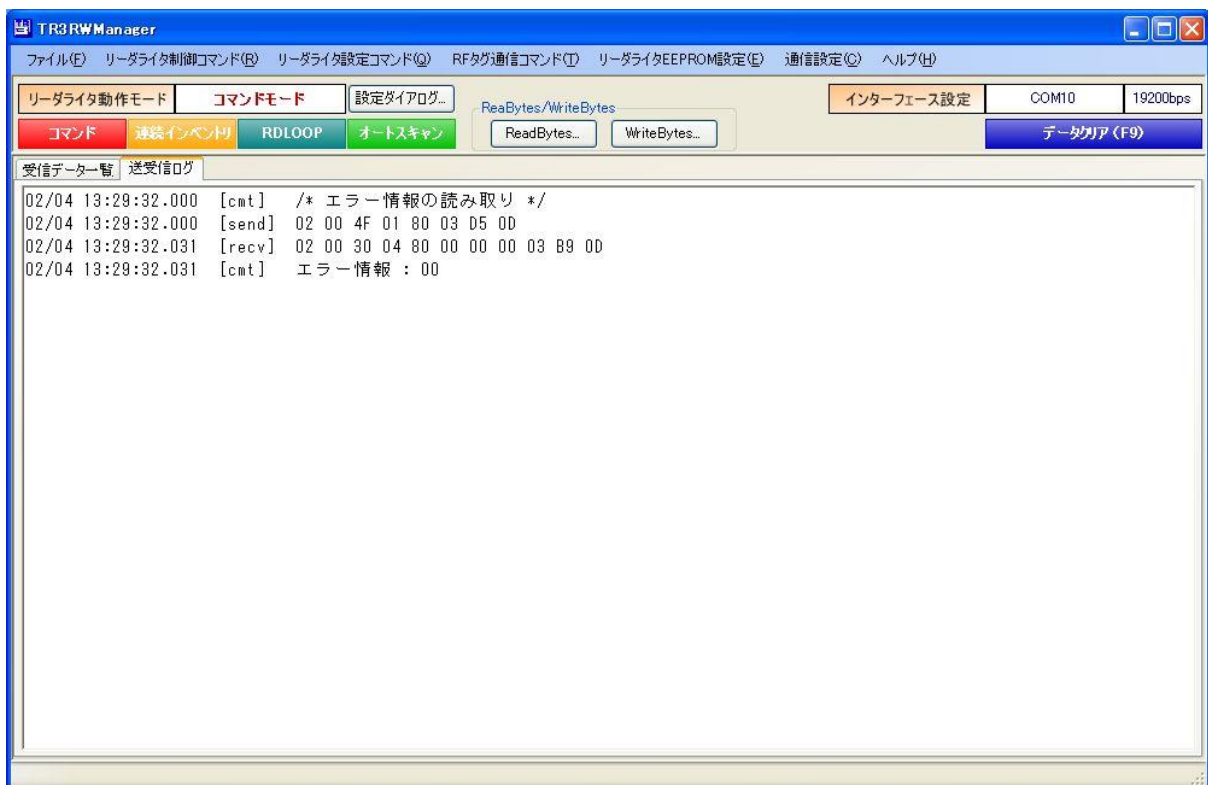 TR3RWManager
ファイル(F) リーダライタ制御コマンド(R) リーダライタ設定コマンド(Q) RFタグ通信コマンド(T) リーダライタEEPROM設定(E) 通信設定(C) ヘルプ(H)
リーダライタ動作モード コマンドモード 設定ダイアログ... ReaBytes/WriteBytes インターフェース設定 COM10 19200bps
コマンド 連続インベントリ RDLOOP オートスキャン ReadBytes... WriteBytes... データクリア (F9)
受信データ一覧 送受信ログ
02/04 13:29:32.000 [cmt] /* エラー情報の読み取り */
02/04 13:29:32.000 [send] 02 00 4F 01 80 03 D5 0D
02/04 13:29:32.031 [recv] 02 00 30 04 80 00 00 00 03 B9 0D
02/04 13:29:32.031 [cmt] エラー情報 : 00